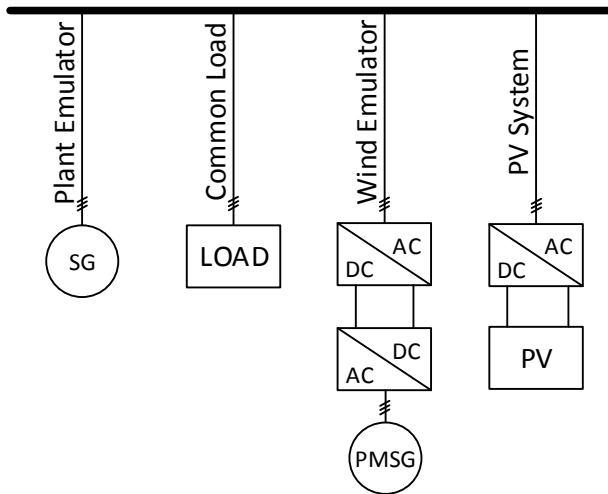 Plant Emulator
Common Load
Wind Emulator
PV System
SG
LOAD
AC
DC
AC
DC
DC
AC
PV
PMSG